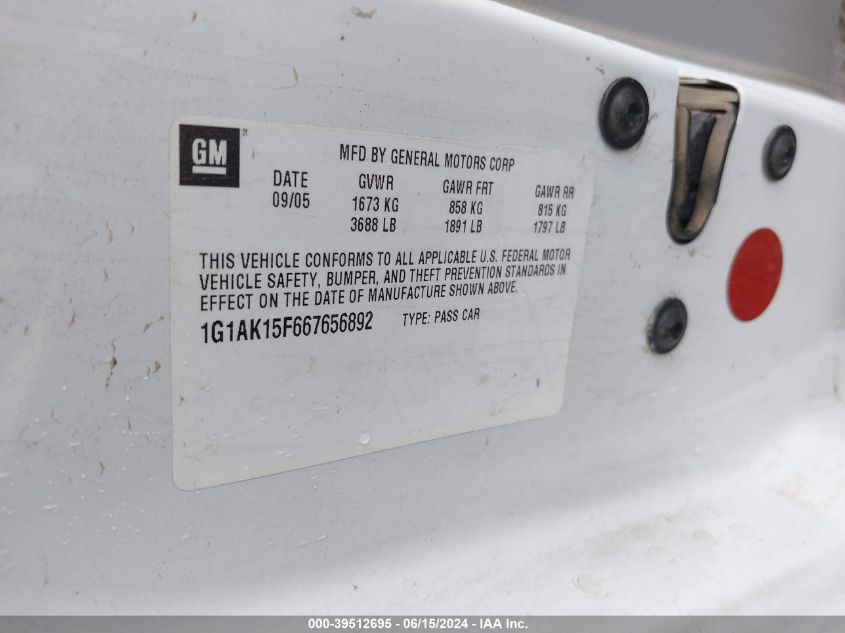 GM
MFD BY GENERAL MOTORS CORP
DATE GVWR GAWR FRT GAWR RR
09/05 1673 KG 858 KG 815 KG
3688 LB 1891 LB 1797 LB
THIS VEHICLE CONFORMS TO ALL APPLICABLE U.S. FEDERAL MOTOR
VEHICLE SAFETY, BUMPER, AND THEFT PREVENTION STANDARDS IN
EFFECT ON THE DATE OF MANUFACTURE SHOWN ABOVE.
1G1AK15F667656892 TYPE: PASS CAR
000-39512695 - 06/15/2024 - IAA Inc.